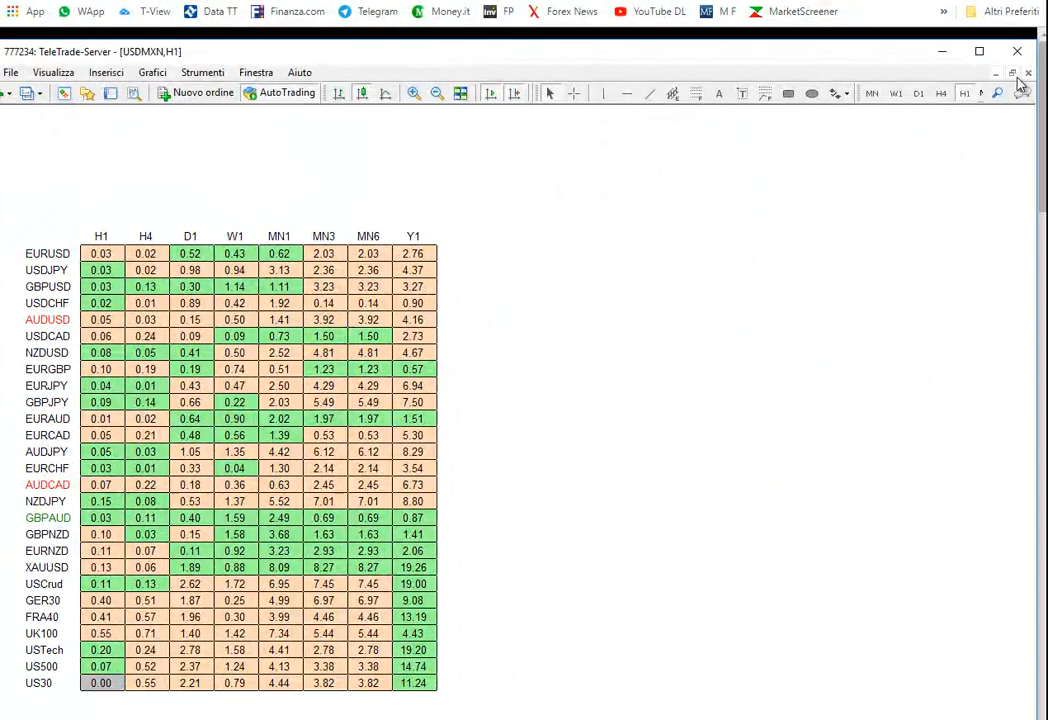 App WApp T-View Data TT Finanza.com Telegram Money.it FP Forex News YouTube DL M F MarketScreener » Altri Preferiti
777234: TeleTrade-Server - [USDMXN,H1]
File Visualizza Inserisci Grafici Strumenti Finestra Aiuto
Nuovo ordine AutoTrading A T MN W1 D1 H4 H1
H1 H4 D1 W1 MN1 MN3 MN6 Y1
EURUSD 0.03 0.02 0.52 0.43 0.62 2.03 2.03 2.76
USDJPY 0.03 0.02 0.98 0.94 3.13 2.36 2.36 4.37
GBPUSD 0.03 0.13 0.30 1.14 1.11 3.23 3.23 3.27
USDCHF 0.02 0.01 0.89 0.42 1.92 0.14 0.14 0.90
AUDUSD 0.05 0.03 0.15 0.50 1.41 3.92 3.92 4.16
USDCAD 0.06 0.24 0.09 0.09 0.73 1.50 1.50 2.73
NZDUSD 0.08 0.05 0.41 0.50 2.52 4.81 4.81 4.67
EURGBP 0.10 0.19 0.19 0.74 0.51 1.23 1.23 0.57
EURJPY 0.04 0.01 0.43 0.47 2.50 4.29 4.29 6.94
GBPJPY 0.09 0.14 0.66 0.22 2.03 5.49 5.49 7.50
EURAUD 0.01 0.02 0.64 0.90 2.02 1.97 1.97 1.51
EURCAD 0.05 0.21 0.48 0.56 1.39 0.53 0.53 5.30
AUDJPY 0.05 0.03 1.05 1.35 4.42 6.12 6.12 8.29
EURCHF 0.03 0.01 0.33 0.04 1.30 2.14 2.14 3.54
AUDCAD 0.07 0.22 0.18 0.36 0.63 2.45 2.45 6.73
NZDJPY 0.15 0.08 0.53 1.37 5.52 7.01 7.01 8.80
GBPAUD 0.03 0.11 0.40 1.59 2.49 0.69 0.69 0.87
GBPNZD 0.10 0.03 0.15 1.58 3.68 1.63 1.63 1.41
EURNZD 0.11 0.07 0.11 0.92 3.23 2.93 2.93 2.06
XAUUSD 0.13 0.06 1.89 0.88 8.09 8.27 8.27 19.26
USCrud 0.11 0.13 2.62 1.72 6.95 7.45 7.45 19.00
GER30 0.40 0.51 1.87 0.25 4.99 6.97 6.97 9.08
FRA40 0.41 0.57 1.96 0.30 3.99 4.46 4.46 13.19
UK100 0.55 0.71 1.40 1.42 7.34 5.44 5.44 4.43
USTech 0.20 0.24 2.78 1.58 4.41 2.78 2.78 19.20
US500 0.07 0.52 2.37 1.24 4.13 3.38 3.38 14.74
US30 0.00 0.55 2.21 0.79 4.44 3.82 3.82 11.24